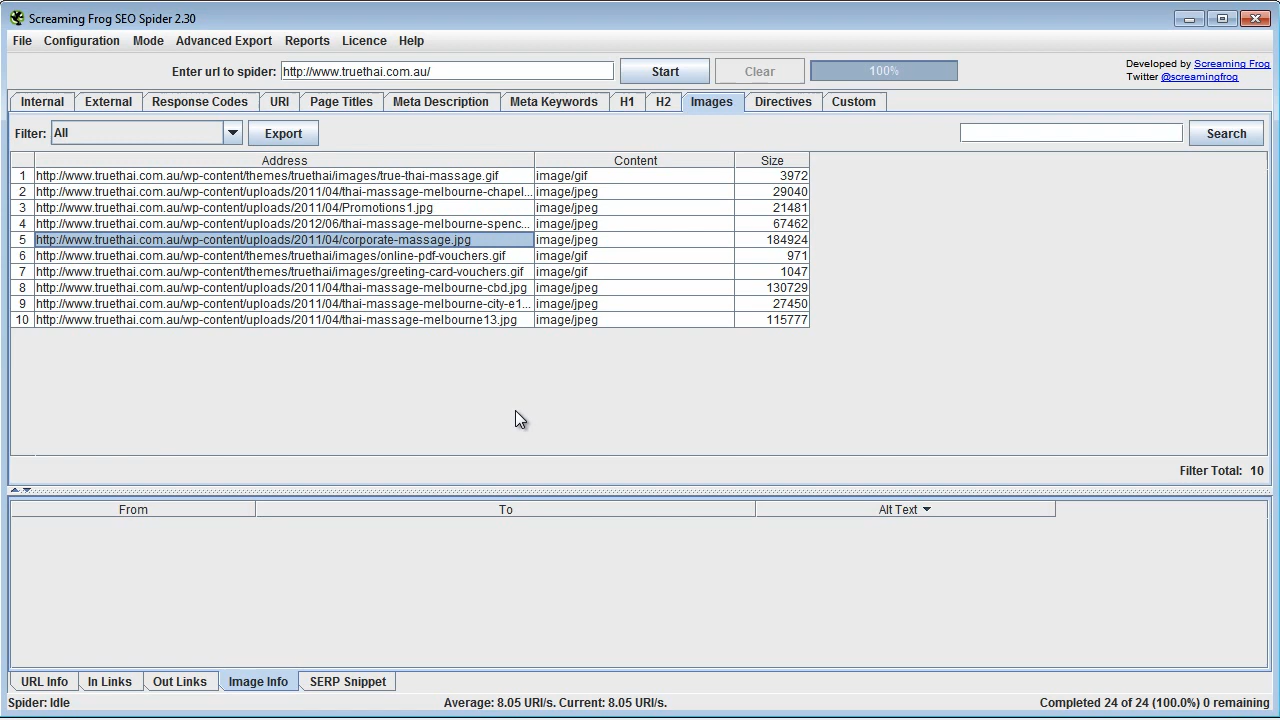 Screaming Frog SEO Spider 2.30
File Configuration Mode Advanced Export Reports Licence Help
Enter url to spider: http://www.truethai.com.au/ Start Clear 100%
Developed by Screaming Frog
Twitter @screamingfrog
Internal External Response Codes URI Page Titles Meta Description Meta Keywords H1 H2 Images Directives Custom
Filter: All Export Search
Address Content Size
1 http://www.truethai.com.au/wp-content/themes/truethai/images/true-thai-massage.gif image/gif 3972
2 http://www.truethai.com.au/wp-content/uploads/2011/04/thai-massage-melbourne-chapel... image/jpeg 29040
3 http://www.truethai.com.au/wp-content/uploads/2011/04/Promotions1.jpg image/jpeg 21481
4 http://www.truethai.com.au/wp-content/uploads/2012/06/thai-massage-melbourne-spenc... image/jpeg 67462
5 http://www.truethai.com.au/wp-content/uploads/2011/04/corporate-massage.jpg image/jpeg 184924
6 http://www.truethai.com.au/wp-content/themes/truethai/images/online-pdf-vouchers.gif image/gif 971
7 http://www.truethai.com.au/wp-content/themes/truethai/images/greeting-card-vouchers.gif image/gif 1047
8 http://www.truethai.com.au/wp-content/uploads/2011/04/thai-massage-melbourne-cbd.jpg image/jpeg 130729
9 http://www.truethai.com.au/wp-content/uploads/2011/04/thai-massage-melbourne-city-e1... image/jpeg 27450
10 http://www.truethai.com.au/wp-content/uploads/2011/04/thai-massage-melbourne13.jpg image/jpeg 115777
Filter Total: 10
From To Alt Text
URL Info In Links Out Links Image Info SERP Snippet
Spider: Idle Average: 8.05 URI/s. Current: 8.05 URI/s. Completed 24 of 24 (100.0%) 0 remaining